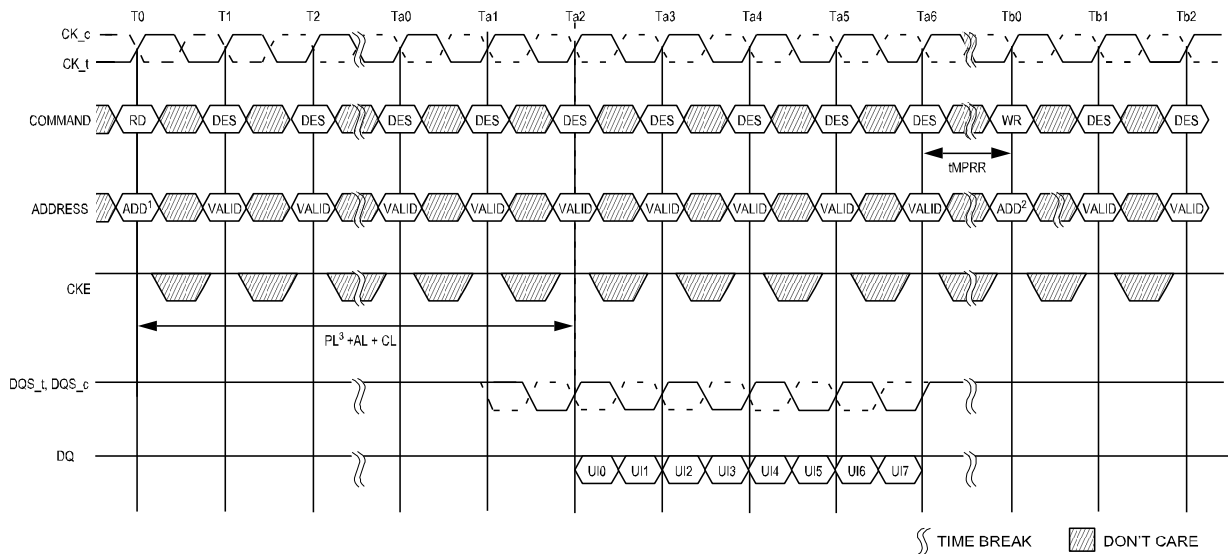 T0 T1 T2 Ta0 Ta1 Ta2 Ta3 Ta4 Ta5 Ta6 Tb0 Tb1 Tb2
CK_c
CK_t
COMMAND RD DES DES DES DES DES DES DES DES DES WR DES DES
tMPRR
ADDRESS ADD1 VALID VALID VALID VALID VALID VALID VALID VALID VALID ADD2 VALID VALID
CKE
PL3 +AL + CL
DQS_t, DQS_c
DQ UI0 UI1 UI2 UI3 UI4 UI5 UI6 UI7
TIME BREAK DON'T CARE